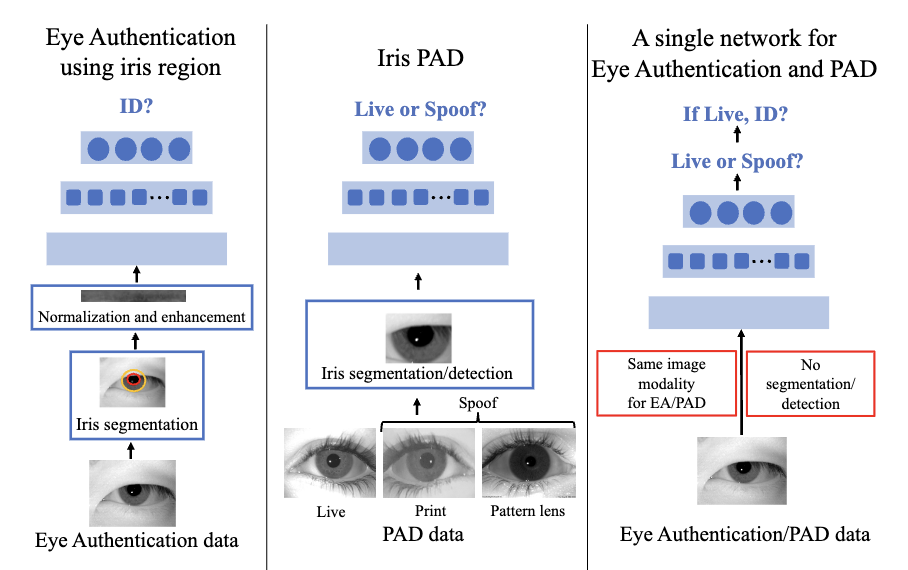 Eye Authentication
using iris region
ID?
...
Normalization and enhancement
Iris segmentation
Eye Authentication data
Iris PAD
Live or Spoof?
...
Iris segmentation/detection
Spoof
Live
Print
Pattern lens
PAD data
A single network for
Eye Authentication and PAD
If Live, ID?
Live or Spoof?
...
Same image
modality
for EA/PAD
No
segmentation/
detection
Eye Authentication/PAD data